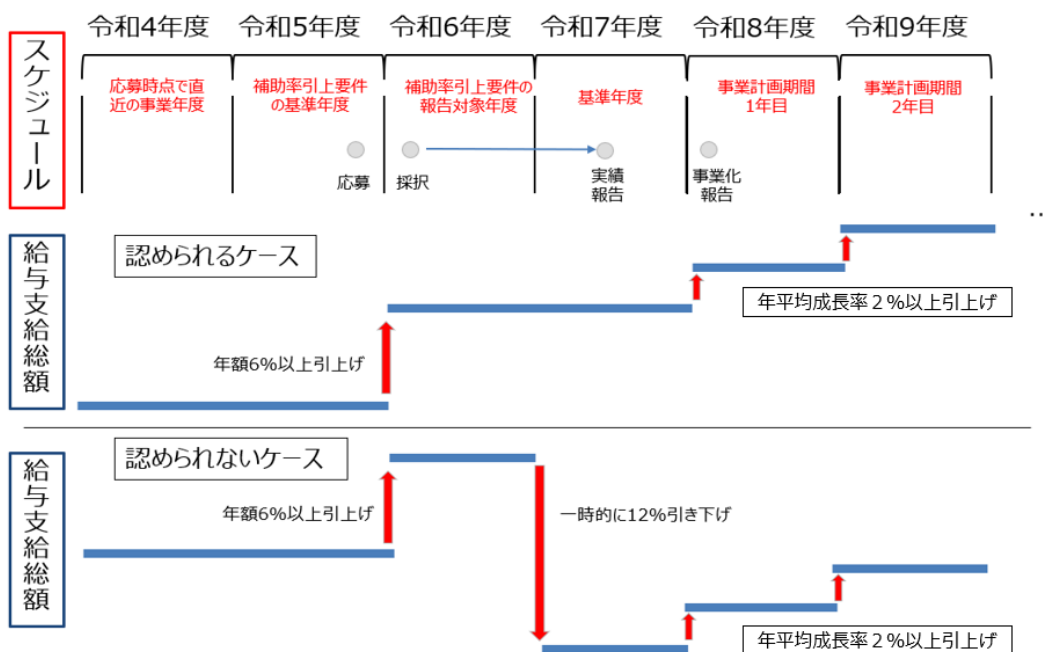 令和4年度 令和5年度 令和6年度 令和7年度 令和8年度 令和9年度
スケジュール
応募時点で直
近の事業年度
補助率引上要件
の基準年度
補助率引上要件の
報告対象年度
基準年度
事業計画期間
1年目
事業計画期間
2年目
応募
採択
実績
報告
事業化
報告
‥
給与支給総額
認められるケース
年額6%以上引上げ
年平均成長率2%以上引上げ
給与支給総額
認められないケース
年額6%以上引上げ
一時的に12%引き下げ
年平均成長率2%以上引上げ